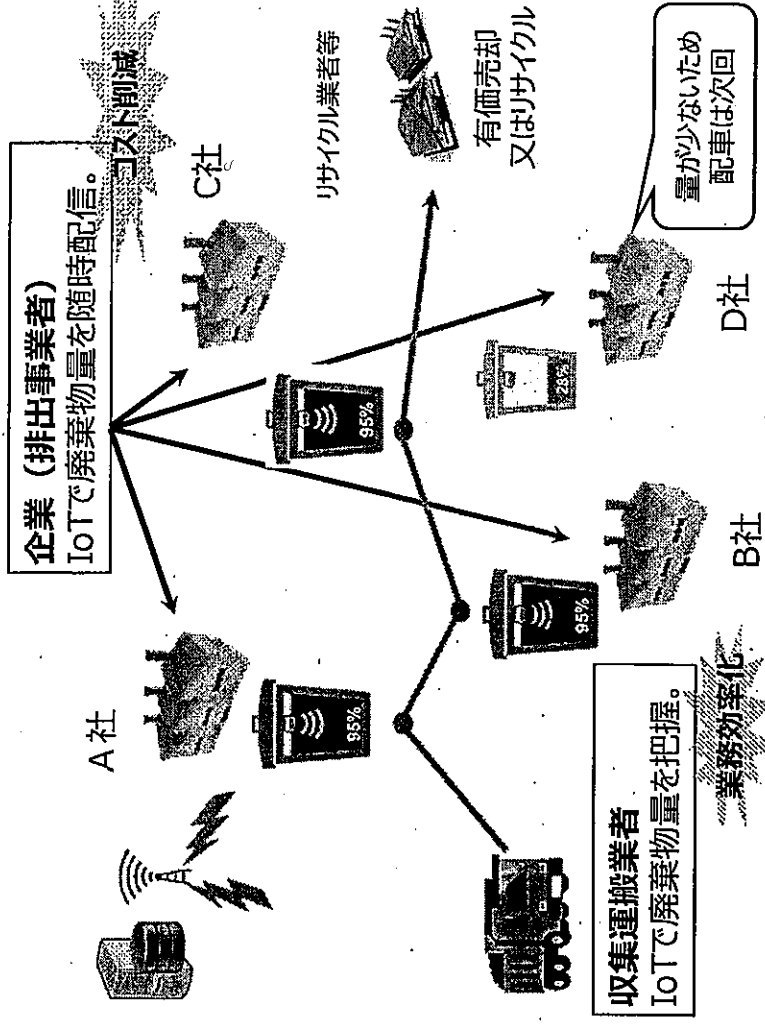 企業（排出事業者）
IoTで廃棄物量を随時配信。
コスト削減
A社
C社
95%
95%
リサイクル業者等
有価売却
又はリサイクル
収集運搬業者
IoTで廃棄物量を把握。
業務効率化
95%
B社
D社
量が少ないため
配車は次回